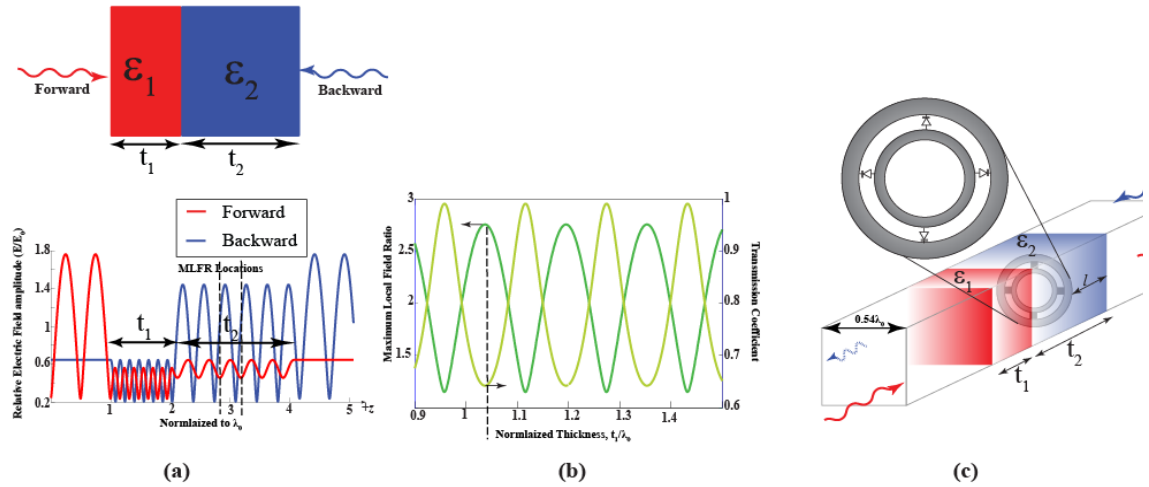 ε1
ε2
Forward
Backward
t1
t2
Forward
Backward
MLFR Locations
Relative Electric Field amplitude (E/E0)
1.8
1.4
1
0.6
0.2
t1
t2
1
2
3
4
5
+z
Normlaized to λ0
(a)
Maximum Local Field Ratio
3
2.5
2
1.5
1
0.9
0.8
0.7
0.6
Transmission Coefficient
0.9
1
1.1
1.2
1.3
1.4
Normlaized Thickness, t1/λ0
(b)
ε2
ε1
l
0.54λ0
t1
t2
(c)